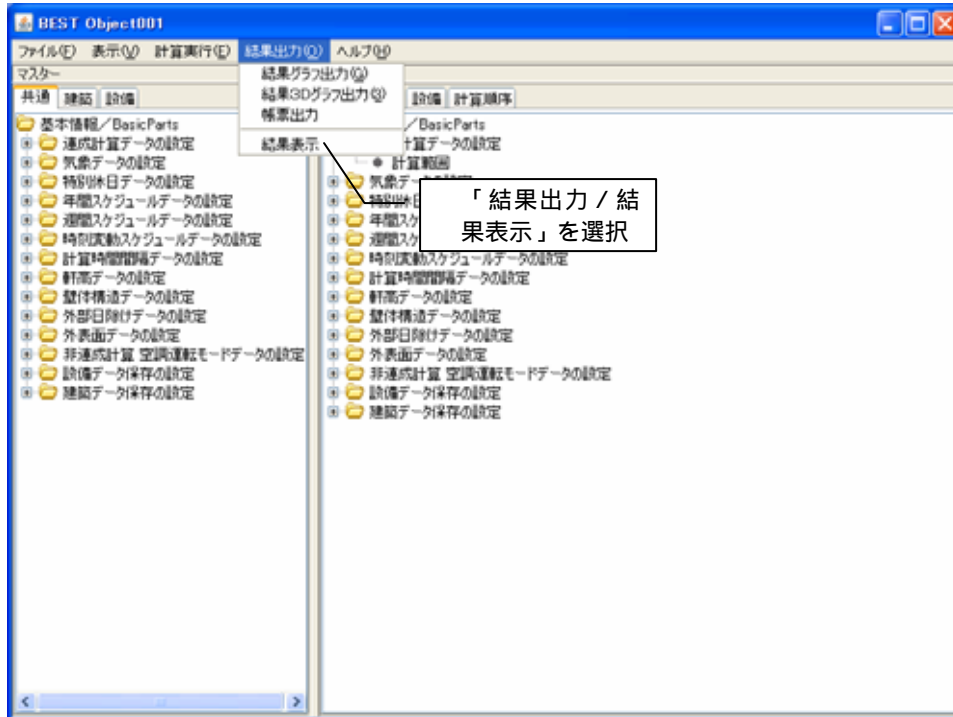 BEST Object001
ファイル(F) 表示(V) 計算実行(E) 結果出力(O) ヘルプ(H)
マスター
結果グラフ出力(G)
結果3Dグラフ出力(3)
帳票出力
結果表示
共通 建築 設備
設備 計算順序
基本情報／BasicParts
連成計算データの設定
気象データの設定
特別休日データの設定
年間スケジュールデータの設定
週間スケジュールデータの設定
時刻変動スケジュールデータの設定
計算時間間隔データの設定
軒高データの設定
壁体構造データの設定
外部日除けデータの設定
外表面データの設定
非連成計算 空調運転モードデータの設定
設備データ保存の設定
建築データ保存の設定
／BasicParts
計算データの設定
計算範囲
気象デー
特別休日
年間スケ
週間スケ
時刻変動スケジュールデータの設定
計算時間間隔データの設定
軒高データの設定
壁体構造データの設定
外部日除けデータの設定
外表面データの設定
非連成計算 空調運転モードデータの設定
設備データ保存の設定
建築データ保存の設定
「結果出力 / 結
果表示」を選択